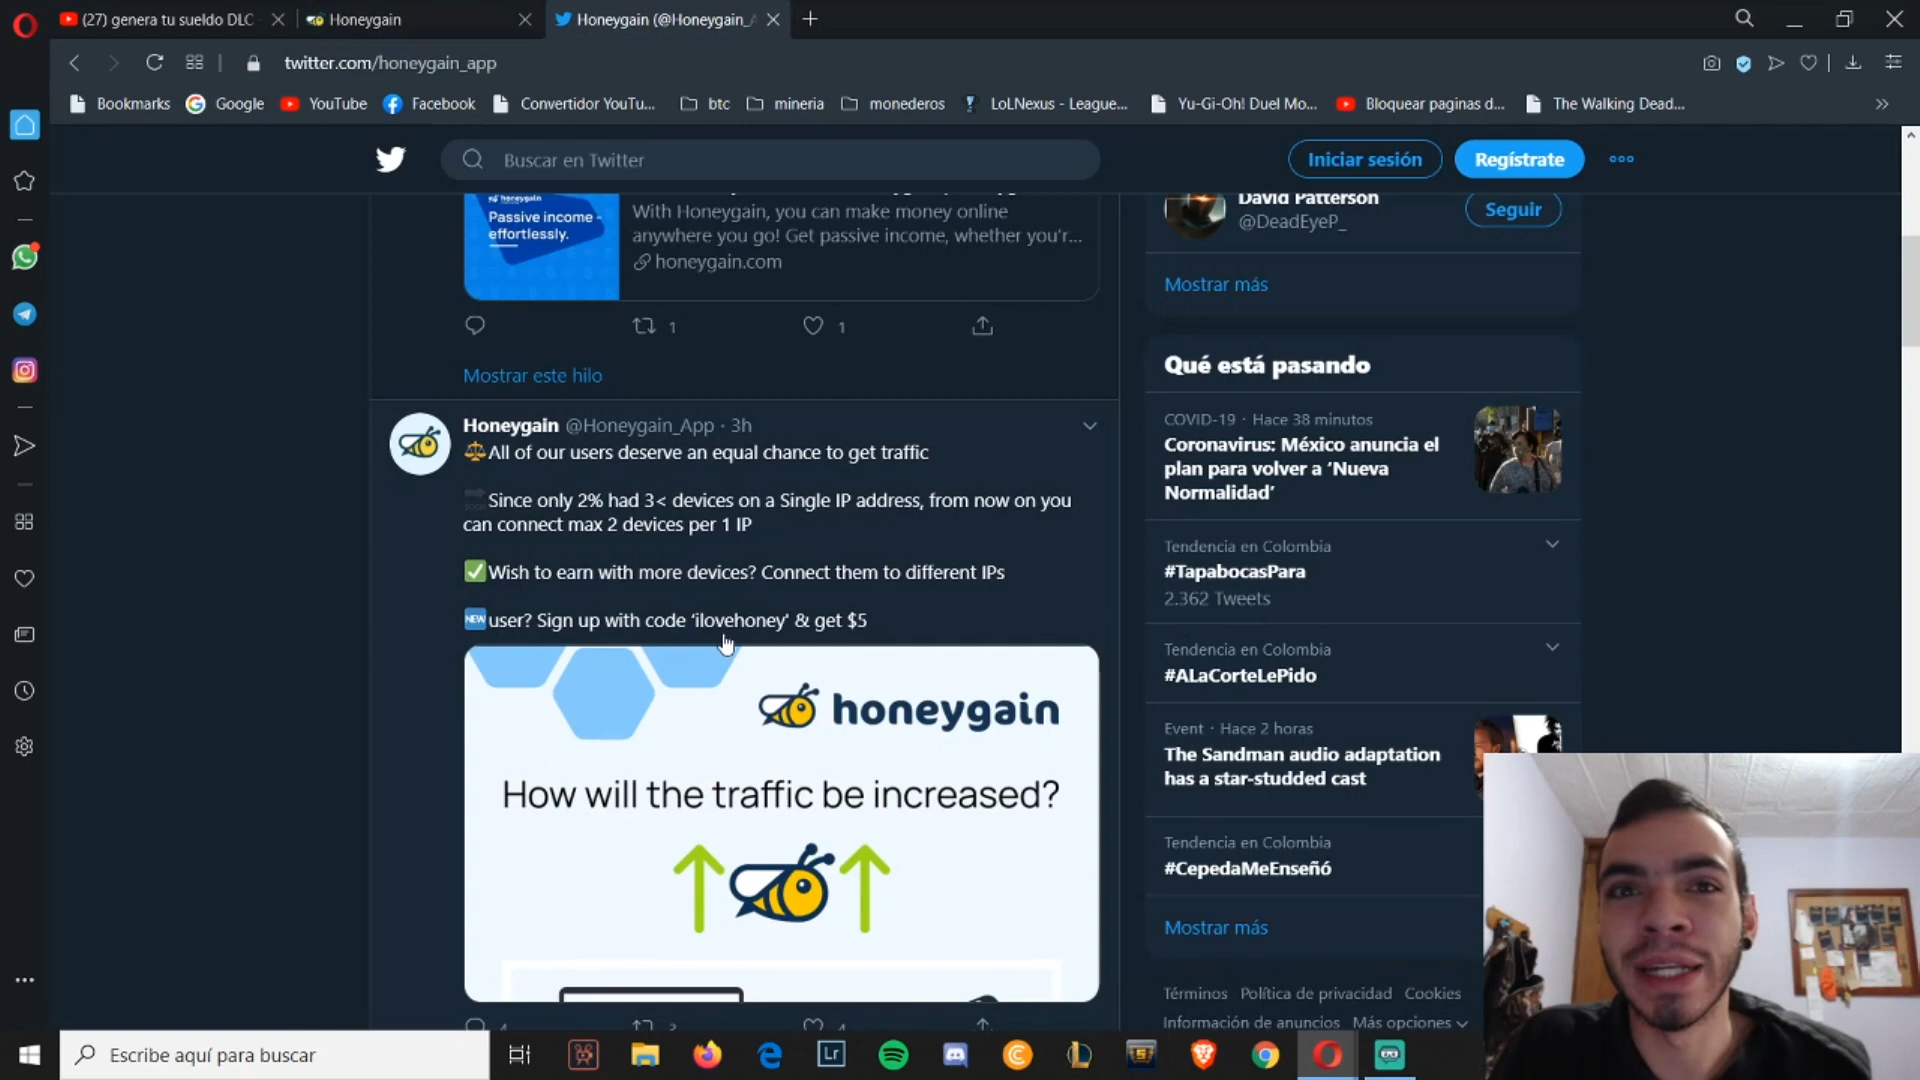 (27) genera tu sueldo DLC
Honeygain
Honeygain (@Honeygain_
twitter.com/honeygain_app
Bookmarks
Google
YouTube
Facebook
Convertidor YouTu...
btc
mineria
monederos
LoLNexus - League...
Yu-Gi-Oh! Duel Mo...
Bloquear paginas d...
The Walking Dead...
Buscar en Twitter
Iniciar sesión
Regístrate
honeygain
Passive income -
effortlessly.
With Honeygain, you can make money online
anywhere you go! Get passive income, whether you'r...
honeygain.com
1
1
Mostrar este hilo
Honeygain @Honeygain_App · 3h
All of our users deserve an equal chance to get traffic
Since only 2% had 3< devices on a Single IP address, from now on you
can connect max 2 devices per 1 IP
Wish to earn with more devices? Connect them to different IPs
NEW user? Sign up with code ‘ilovehoney’ & get $5
honeygain
How will the traffic be increased?
David Patterson
@DeadEyeP_
Seguir
Mostrar más
Qué está pasando
COVID-19 · Hace 38 minutos
Coronavirus: México anuncia el
plan para volver a ‘Nueva
Normalidad’
Tendencia en Colombia
#TapabocasPara
2.362 Tweets
Tendencia en Colombia
#ALaCorteLePido
Event · Hace 2 horas
The Sandman audio adaptation
has a star-studded cast
Tendencia en Colombia
#CepedaMeEnseñó
Mostrar más
Términos Política de privacidad Cookies
Información de anuncios Más opciones
Escribe aquí para buscar
Lr